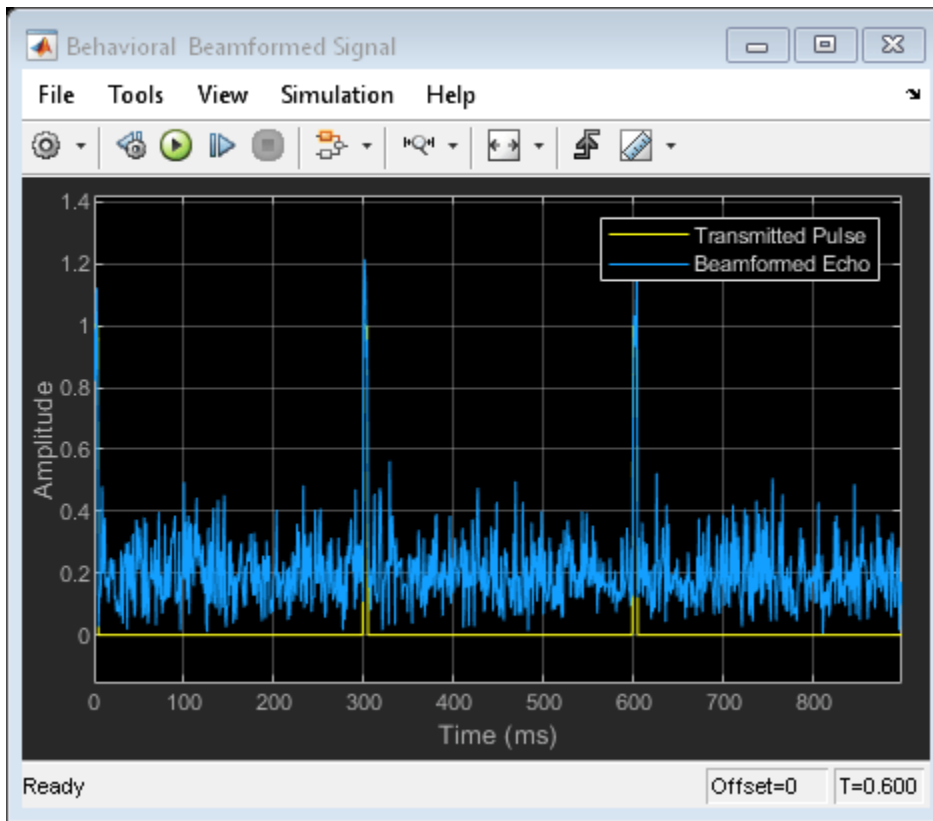 Behavioral Beamformed Signal
File Tools View Simulation Help
1.4
1.2
1
0.8
0.6
0.4
0.2
0
Amplitude
Transmitted Pulse
Beamformed Echo
0 100 200 300 400 500 600 700 800
Time (ms)
Ready Offset=0 T=0.600